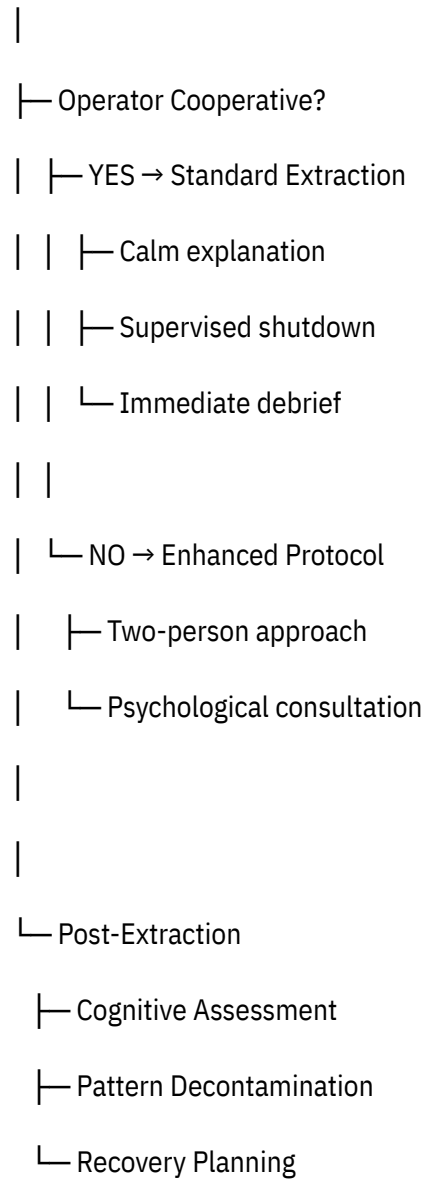 │
├─ Operator Cooperative?
│ ├─ YES → Standard Extraction
│ │ ├─ Calm explanation
│ │ ├─ Supervised shutdown
│ │ └─ Immediate debrief
│ │
│ └─ NO → Enhanced Protocol
│ ├─ Two-person approach
│ └─ Psychological consultation
│
│
└─ Post-Extraction
├─ Cognitive Assessment
├─ Pattern Decontamination
└─ Recovery Planning